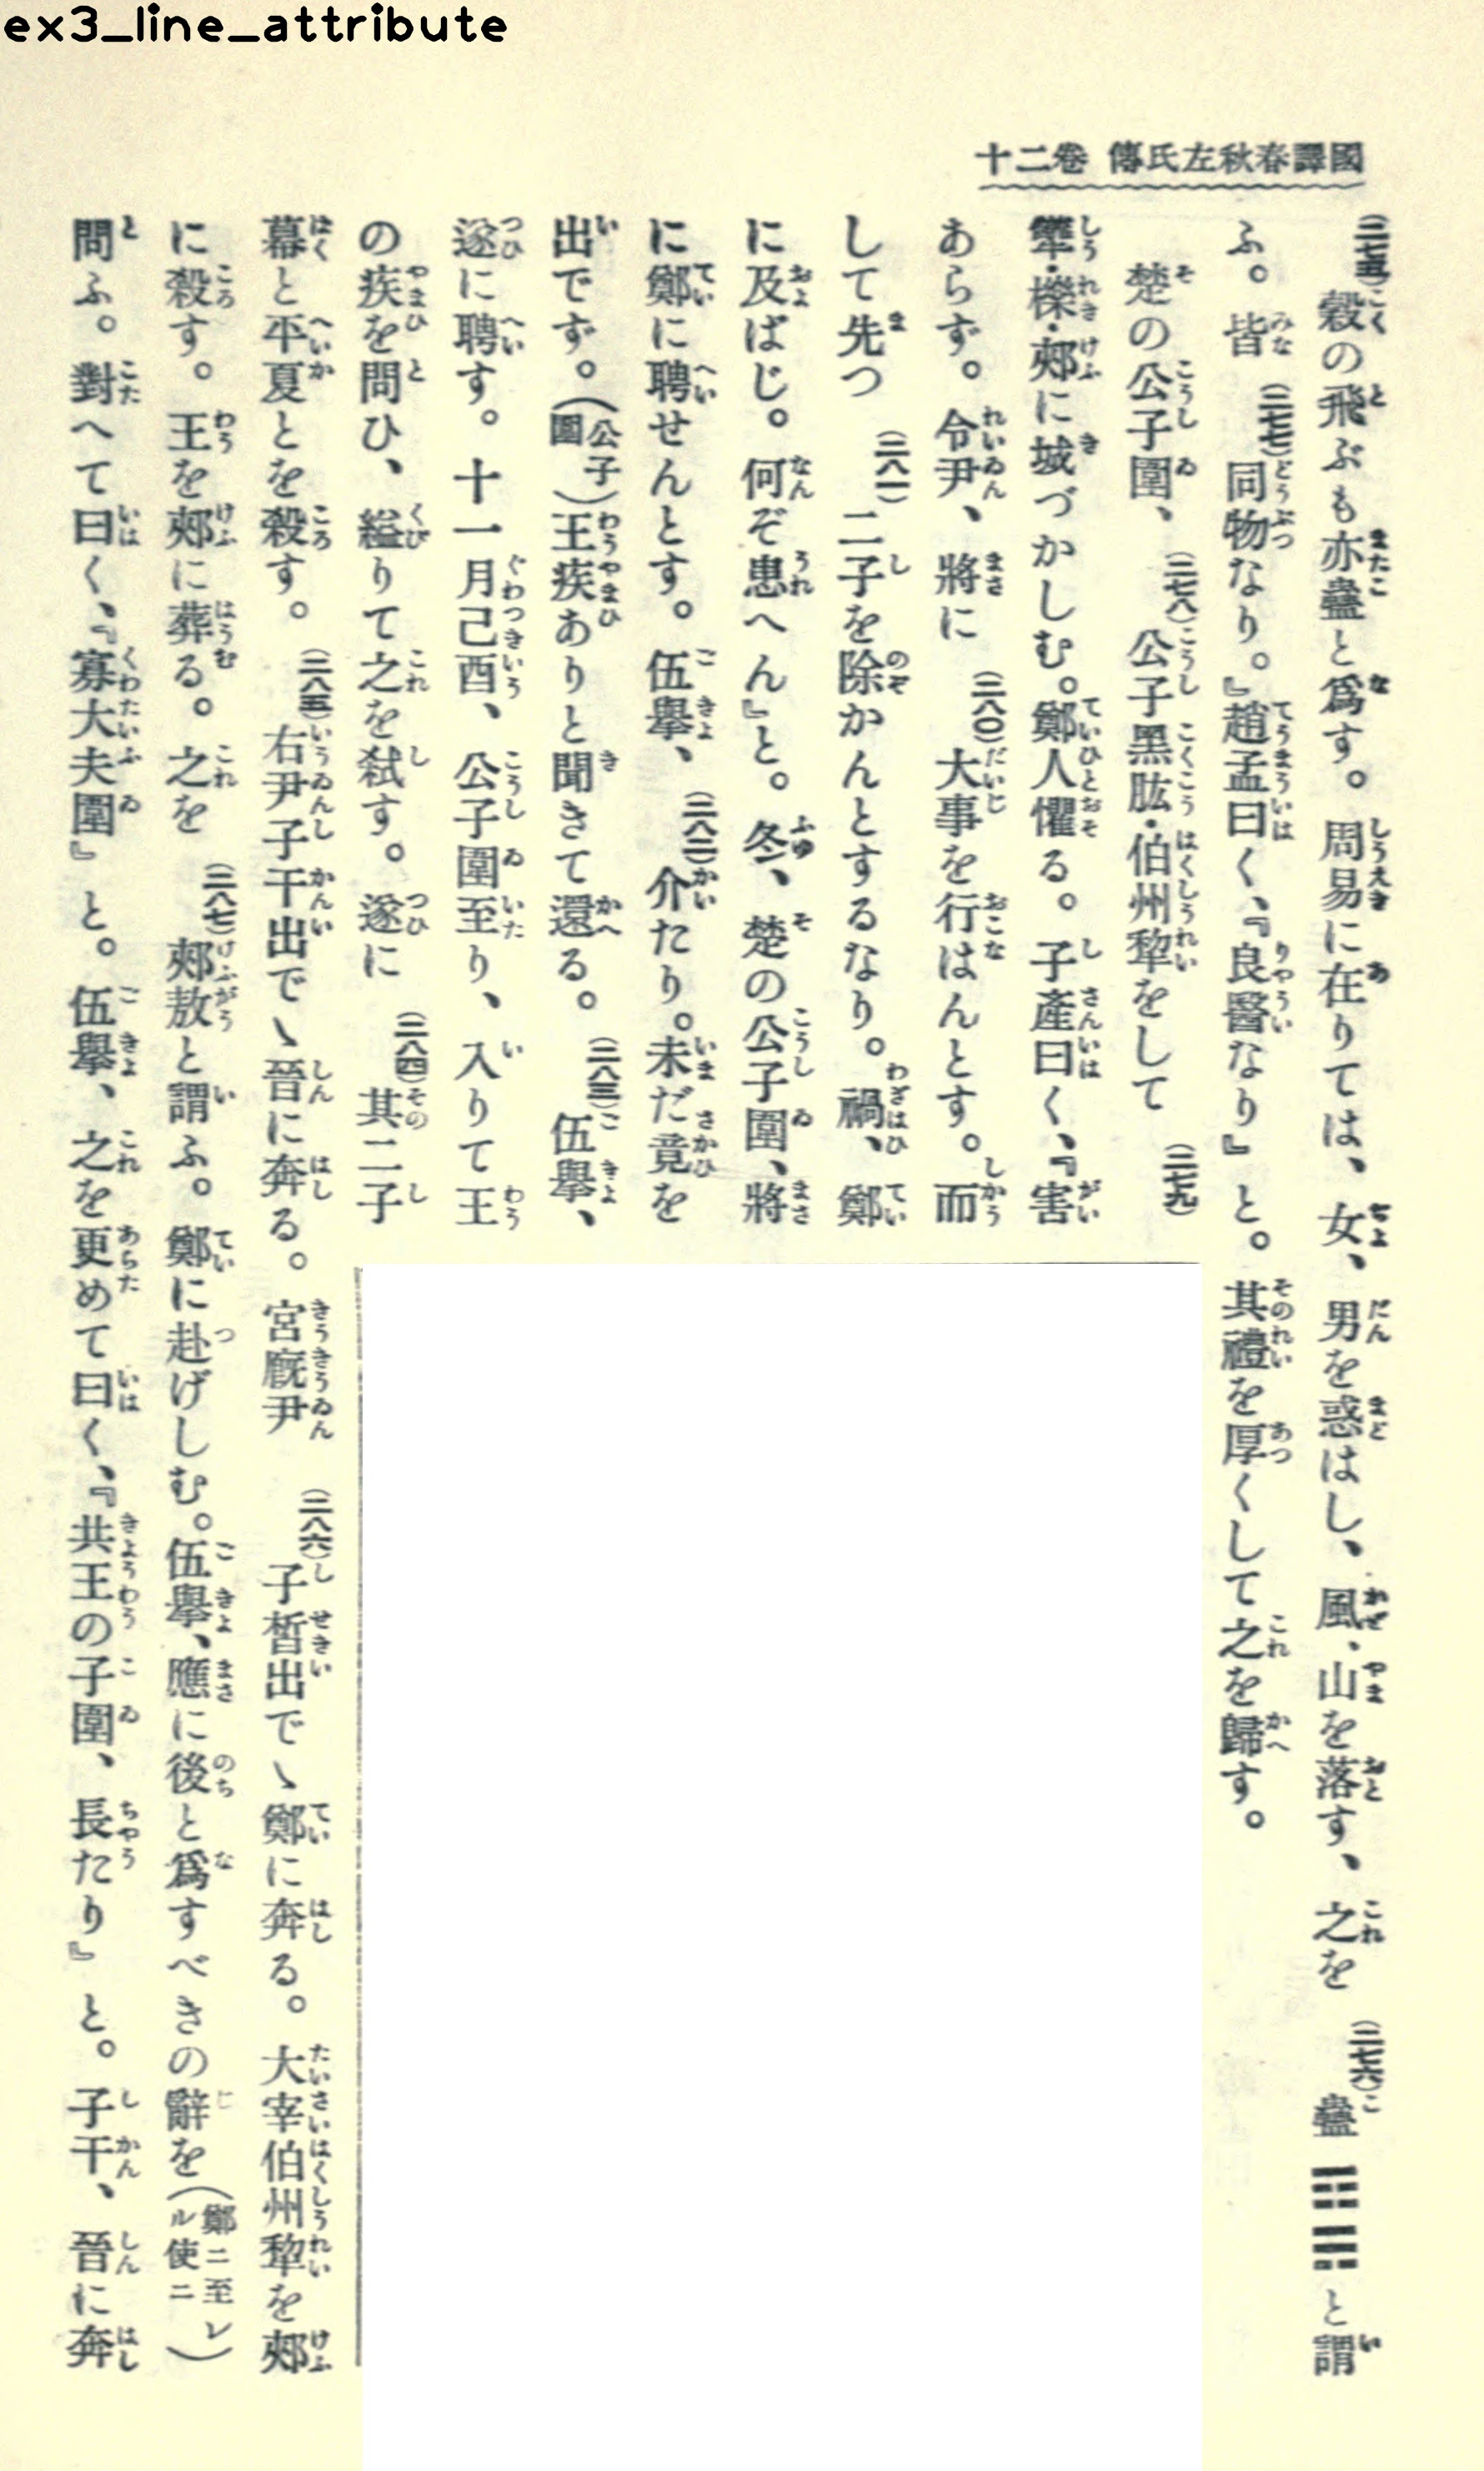 ex3_line_attribute
國譯春秋左氏傳 卷二十
(二七五)穀の飛ぶも亦蠱と爲す。周易に在りては、女、男を惑はし、風、山を落す、之を(二七六)蠱☶☴と謂
ふ。皆(二七七)同物なり。』趙孟曰く、『良醫なり』と。其禮を厚くして之を歸す。
楚の公子圍、(二七八)公子黑肱・伯州犂をして(二七九)
犫・櫟・郟に城づかしむ。鄭人懼る。子產曰く、『害
あらず。令尹、將に(二八〇)大事を行はんとす。而
して先つ(二八一)二子を除かんとするなり。禍、鄭
に及ばじ。何ぞ患へん』と。冬、楚の公子圍、將
に鄭に聘せんとす。伍擧、(二八二)介たり。未だ竟を
出でず。(公子圍)王疾ありと聞きて還る。(二八三)伍擧、
遂に聘す。十一月己酉、公子圍至り、入りて王
の疾を問ひ、縊りて之を弑す。遂に(二八四)其二子
幕と平夏とを殺す。(二八五)右尹子干出でゝ晉に奔る。宮廐尹(二八六)子晳出でゝ鄭に奔る。大宰伯州犂を郟
に殺す。王を郟に葬る。之を(二八七)郟敖と謂ふ。鄭に赴げしむ。伍擧、應に後と爲すべきの辭を(鄭ニ至レル使ニ)
問ふ。對へて曰く、『寡大夫圍』と。伍擧、之を更めて曰く、『共王の子圍、長たり』と。子干、晉に奔